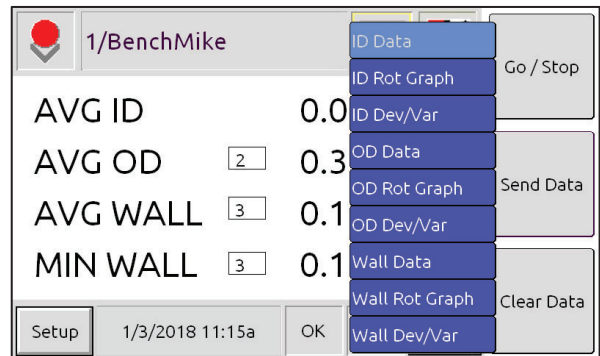 1/BenchMike
AVG ID 0.0
AVG OD 2 0.3
AVG WALL 3 0.1
MIN WALL 3 0.1
ID Data
ID Rot Graph
ID Dev/Var
OD Data
OD Rot Graph
OD Dev/Var
Wall Data
Wall Rot Graph
Wall Dev/Var
Go / Stop
Send Data
Clear Data
Setup 1/3/2018 11:15a OK